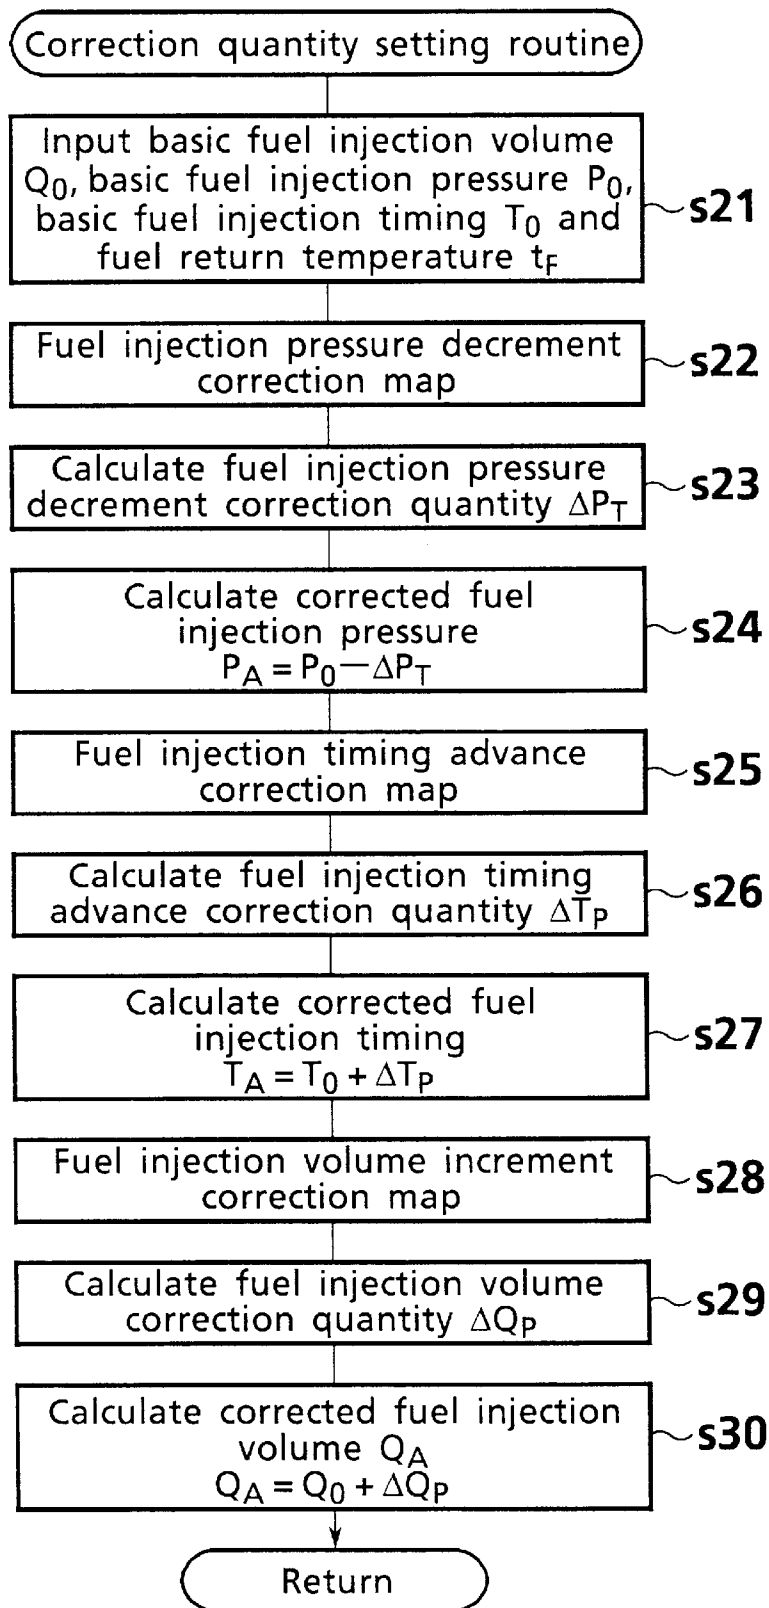 Correction quantity setting routine
Input basic fuel injection volume
Q0, basic fuel injection pressure P0,
basic fuel injection timing T0 and
fuel return temperature tF
s21
Fuel injection pressure decrement
correction map
s22
Calculate fuel injection pressure
decrement correction quantity ΔPT
s23
Calculate corrected fuel
injection pressure
PA = P0 — ΔPT
s24
Fuel injection timing advance
correction map
s25
Calculate fuel injection timing
advance correction quantity ΔTP
s26
Calculate corrected fuel
injection timing
TA = T0 + ΔTP
s27
Fuel injection volume increment
correction map
s28
Calculate fuel injection volume
correction quantity ΔQP
s29
Calculate corrected fuel injection
volume QA
QA = Q0 + ΔQP
s30
Return